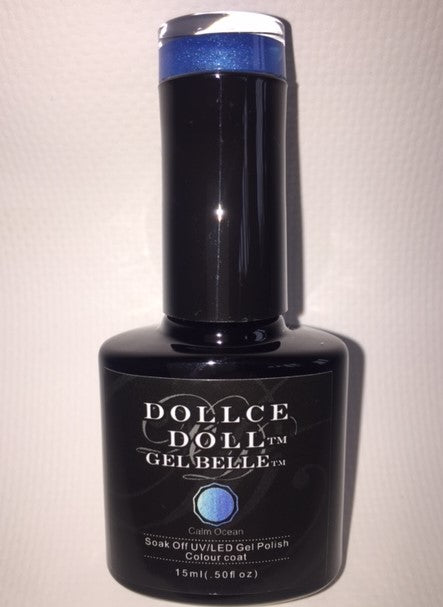 DOLLCE
DOLL™
GEL BELLE™
Calm Ocean
Soak Off UV/LED Gel Polish
Colour coat
15ml(.50fl oz)